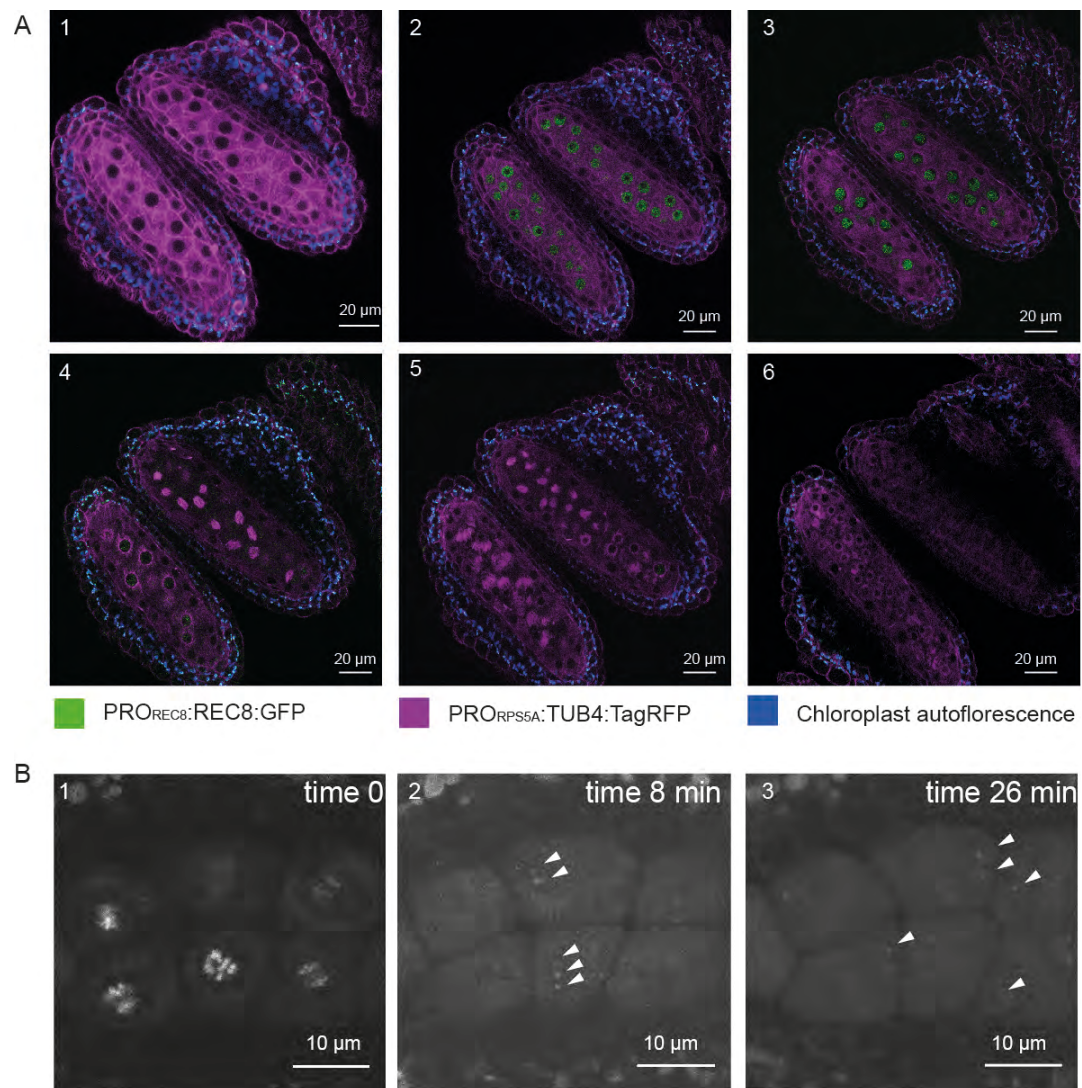 A
1
2
3
20 µm
20 µm
20 µm
4
5
6
20 µm
20 µm
20 µm
PROREC8:REC8:GFP
PRORPS5A:TUB4:TagRFP
Chloroplast autoflorescence
B
1
time 0
2
time 8 min
3
time 26 min
10 µm
10 µm
10 µm